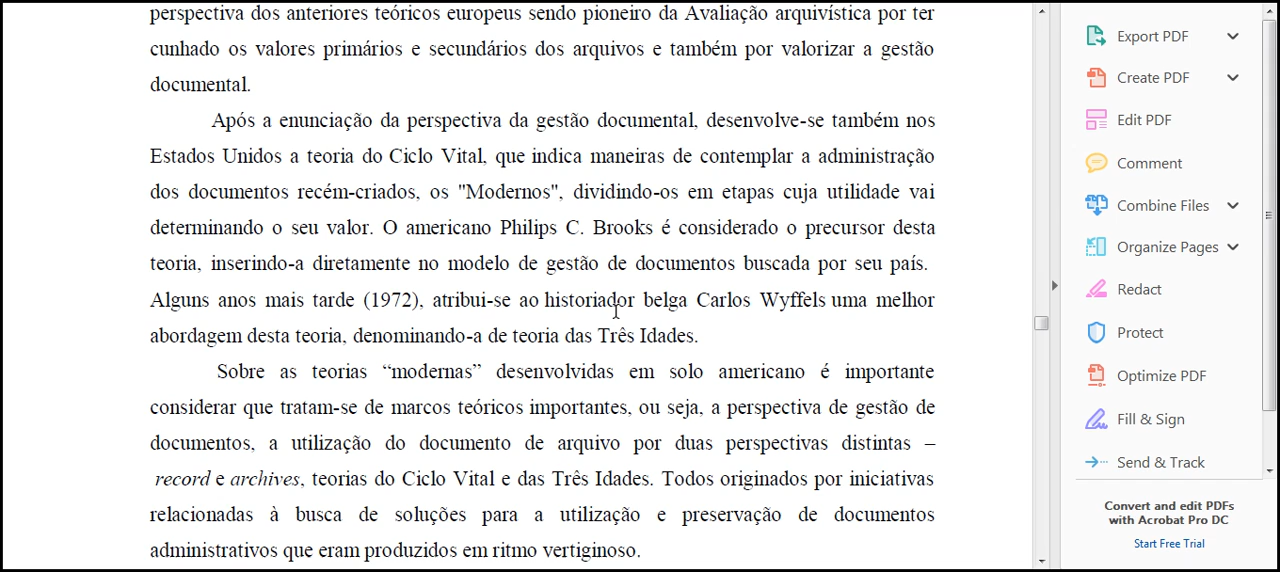 perspectiva dos anteriores teóricos europeus sendo pioneiro da Avaliação arquivística por ter
cunhado os valores primários e secundários dos arquivos e também por valorizar a gestão
documental.
Após a enunciação da perspectiva da gestão documental, desenvolve-se também nos
Estados Unidos a teoria do Ciclo Vital, que indica maneiras de contemplar a administração
dos documentos recém-criados, os "Modernos", dividindo-os em etapas cuja utilidade vai
determinando o seu valor. O americano Philips C. Brooks é considerado o precursor desta
teoria, inserindo-a diretamente no modelo de gestão de documentos buscada por seu país.
Alguns anos mais tarde (1972), atribui-se ao historiador belga Carlos Wyffels uma melhor
abordagem desta teoria, denominando-a de teoria das Três Idades.
Sobre as teorias “modernas” desenvolvidas em solo americano é importante
considerar que tratam-se de marcos teóricos importantes, ou seja, a perspectiva de gestão de
documentos, a utilização do documento de arquivo por duas perspectivas distintas –
record e archives, teorias do Ciclo Vital e das Três Idades. Todos originados por iniciativas
relacionadas à busca de soluções para a utilização e preservação de documentos
administrativos que eram produzidos em ritmo vertiginoso.
Export PDF
Create PDF
Edit PDF
Comment
Combine Files
Organize Pages
Redact
Protect
Optimize PDF
Fill & Sign
Send & Track
Convert and edit PDFs
with Acrobat Pro DC
Start Free Trial